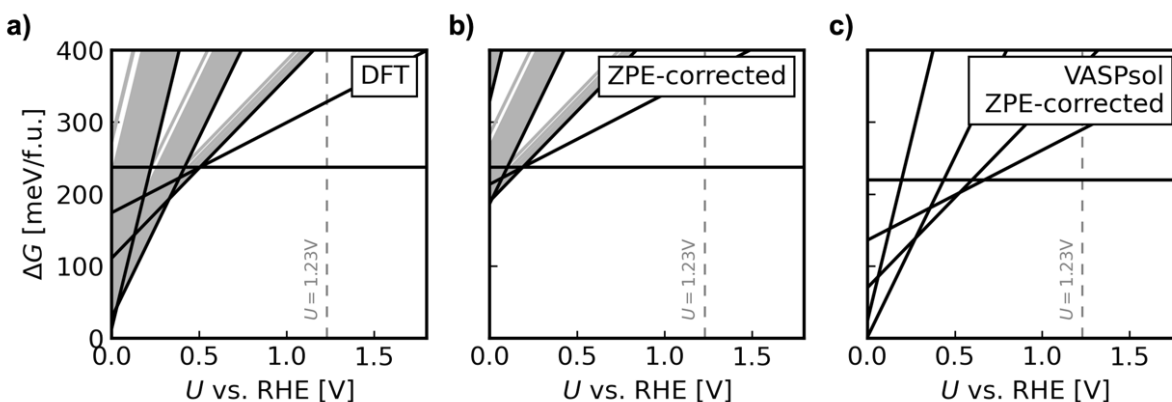 a)
b)
c)
400
300
200
100
0
ΔG [meV/f.u.]
DFT
U = 1.23V
0.0 0.5 1.0 1.5
U vs. RHE [V]
ZPE-corrected
U = 1.23V
0.0 0.5 1.0 1.5
U vs. RHE [V]
VASPsol
ZPE-corrected
U = 1.23V
0.0 0.5 1.0 1.5
U vs. RHE [V]